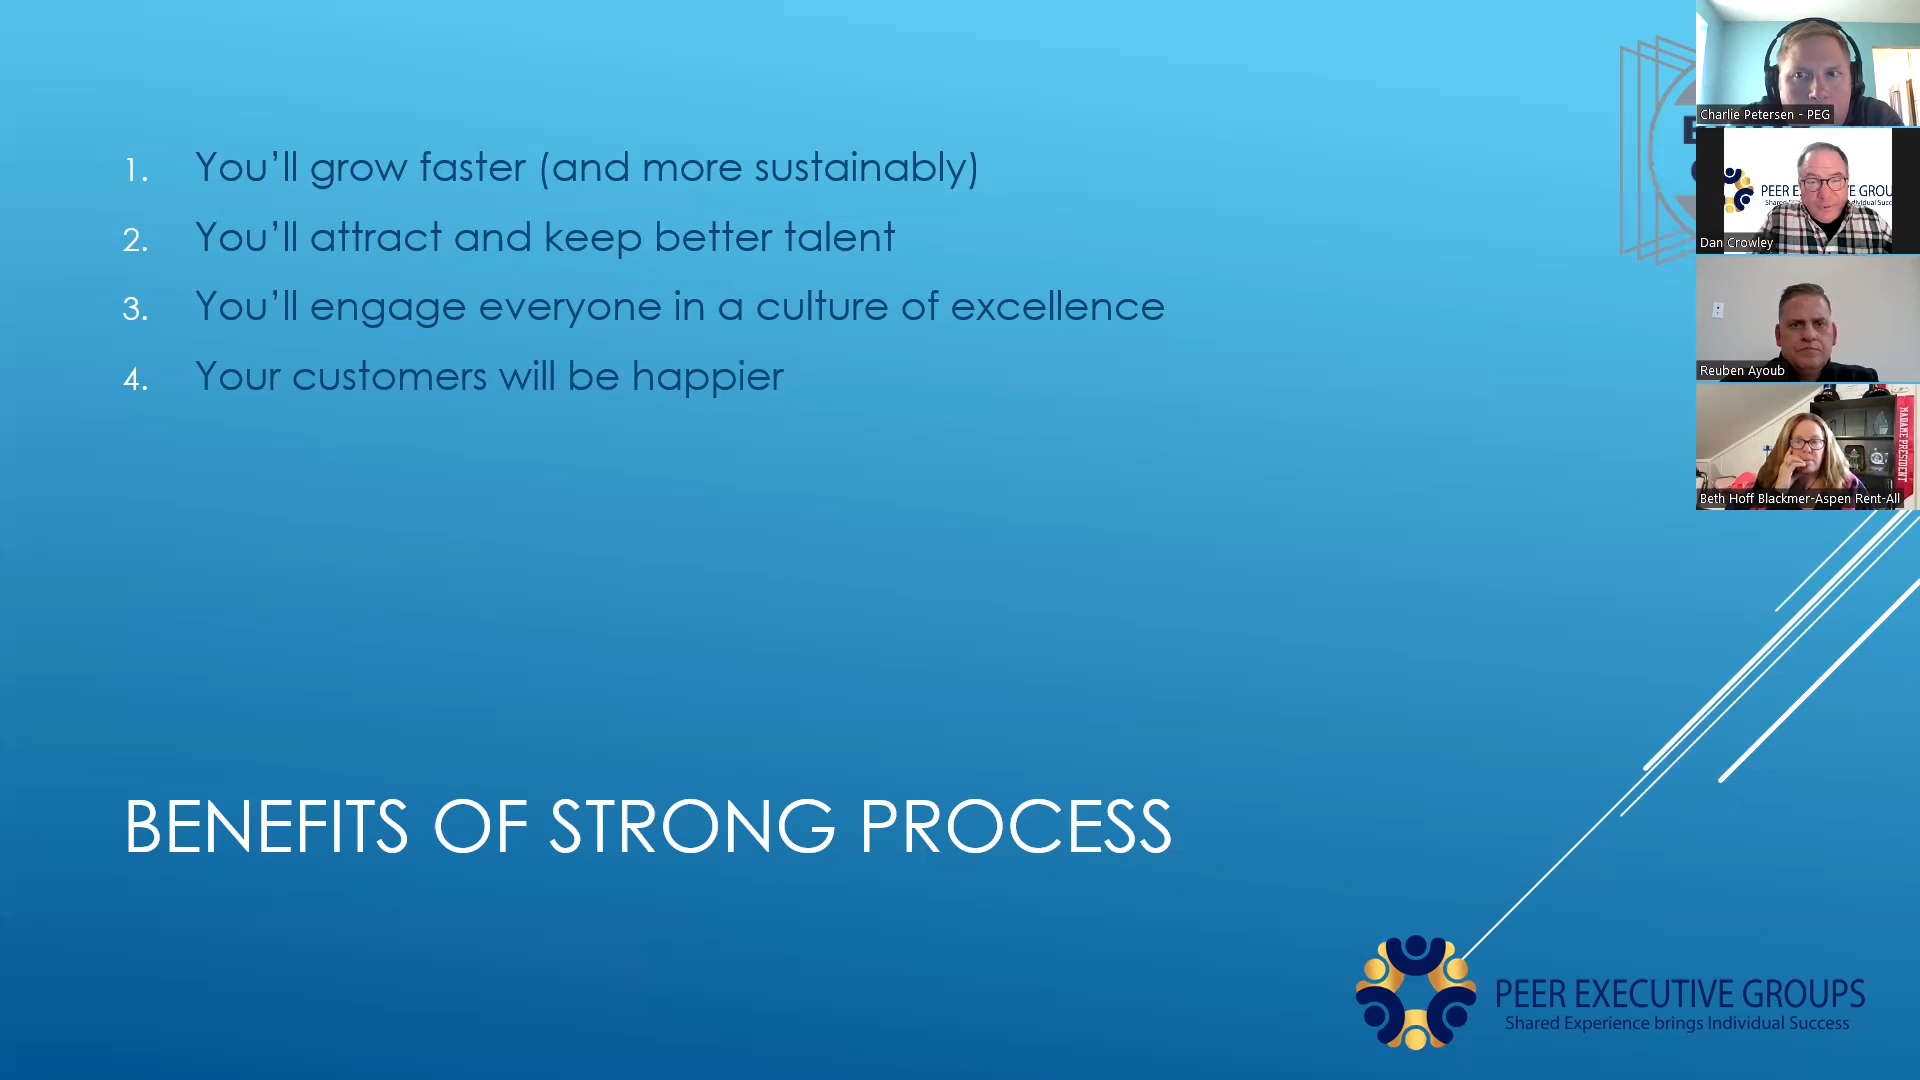 1. You’ll grow faster (and more sustainably)
2. You’ll attract and keep better talent
3. You’ll engage everyone in a culture of excellence
4. Your customers will be happier
BENEFITS OF STRONG PROCESS
PEER EXECUTIVE GROUPS
Shared Experience brings Individual Success
Charlie Petersen - PEG
Dan Crowley
Reuben Ayoub
MADAME PRESIDENT
Beth Hoff Blackmer-Aspen Rent-All